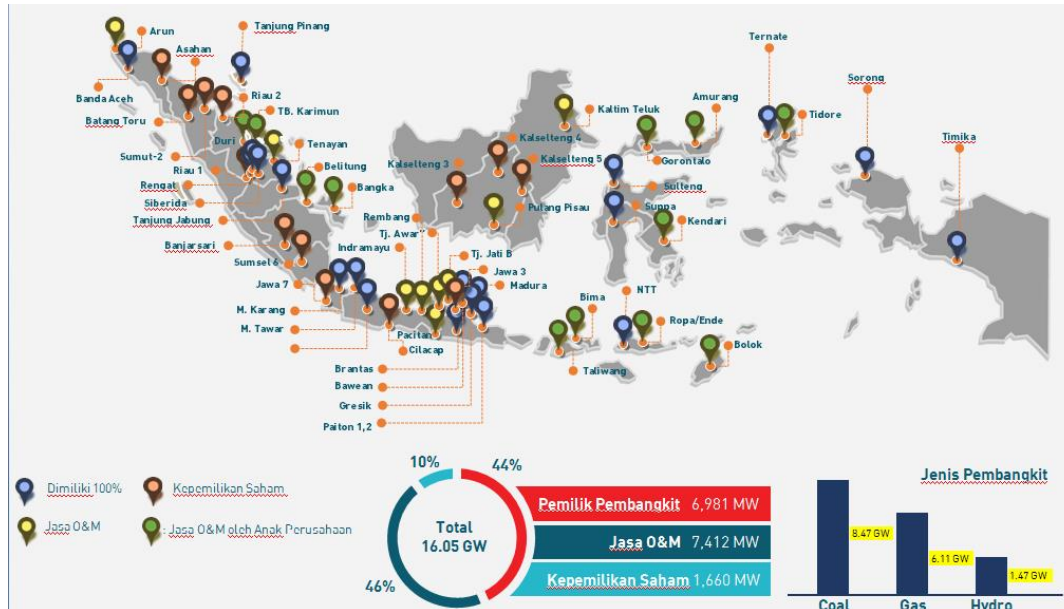 Tanjung Pinang
Arun
Asahan
Banda Aceh
Batang Toru
Riau 2
TB. Karimun
Duri
Tenayan
Sumut-2
Riau 1
Rengat
Siberida
Tanjung Jabung
Belitung
Bangka
Banjarsari
Sumsel 6
Jawa 7
M. Karang
M. Tawar
Rembang
Tj. Awar
Indramayu
Tj. Jati B
Jawa 3
Madura
Pacitan
Cilacap
Brantas
Bawean
Gresik
Paiton 1,2
Kalselteng 3
Kalselteng 4
Kalselteng 5
Pulang Pisau
Kaltim Teluk
Amurang
Gorontalo
Sulteng
Suppa
Kendari
Ternate
Tidore
Sorong
Timika
Bima
Taliwang
NTT
Ropa/Ende
Bolok
Dimiliki 100%
Kepemilikan Saham
Jasa O&M
: Jasa O&M oleh Anak Perusahaan
10%
44%
46%
Total
16.05 GW
Pemilik Pembangkit 6,981 MW
Jasa O&M 7,412 MW
Kepemilikan Saham 1,660 MW
Jenis Pembangkit
8.47 GW
6.11 GW
1.47 GW
Coal Gas Hydro